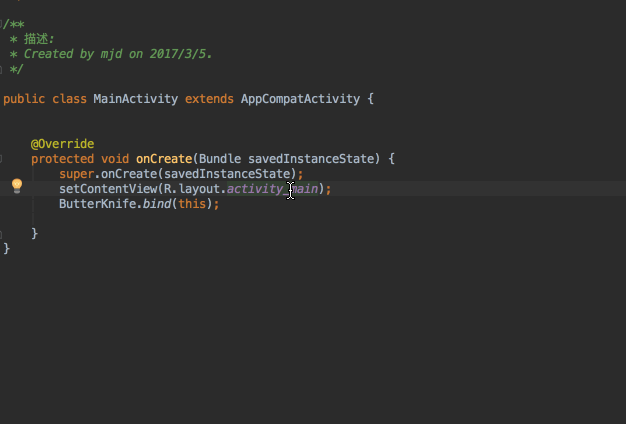 /**
* 描述:
* Created by mjd on 2017/3/5.
*/
public class MainActivity extends AppCompatActivity {
@Override
protected void onCreate(Bundle savedInstanceState) {
super.onCreate(savedInstanceState);
setContentView(R.layout.activity_main);
ButterKnife.bind(this);
}
}